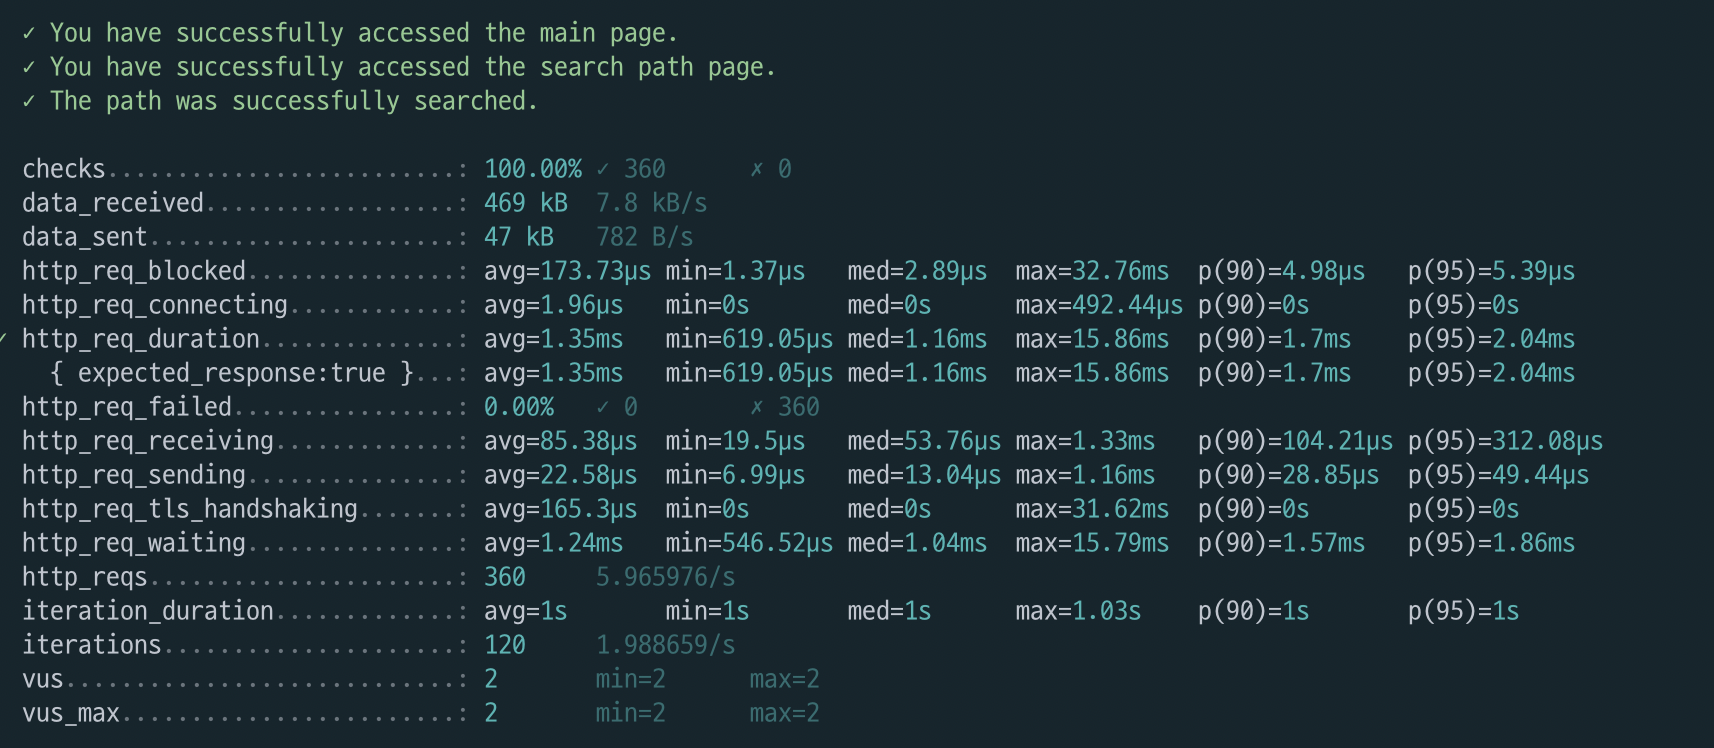 ✓ You have successfully accessed the main page.
✓ You have successfully accessed the search path page.
✓ The path was successfully searched.
checks.........................: 100.00% ✓ 360 ✗ 0
data_received..................: 469 kB 7.8 kB/s
data_sent......................: 47 kB 782 B/s
http_req_blocked...............: avg=173.73µs min=1.37µs med=2.89µs max=32.76ms p(90)=4.98µs p(95)=5.39µs
http_req_connecting............: avg=1.96µs min=0s med=0s max=492.44µs p(90)=0s p(95)=0s
✓ http_req_duration..............: avg=1.35ms min=619.05µs med=1.16ms max=15.86ms p(90)=1.7ms p(95)=2.04ms
{ expected_response:true }...: avg=1.35ms min=619.05µs med=1.16ms max=15.86ms p(90)=1.7ms p(95)=2.04ms
http_req_failed................: 0.00% ✓ 0 ✗ 360
http_req_receiving.............: avg=85.38µs min=19.5µs med=53.76µs max=1.33ms p(90)=104.21µs p(95)=312.08µs
http_req_sending...............: avg=22.58µs min=6.99µs med=13.04µs max=1.16ms p(90)=28.85µs p(95)=49.44µs
http_req_tls_handshaking.......: avg=165.3µs min=0s med=0s max=31.62ms p(90)=0s p(95)=0s
http_req_waiting...............: avg=1.24ms min=546.52µs med=1.04ms max=15.79ms p(90)=1.57ms p(95)=1.86ms
http_reqs......................: 360 5.965976/s
iteration_duration.............: avg=1s min=1s med=1s max=1.03s p(90)=1s p(95)=1s
iterations.....................: 120 1.988659/s
vus............................: 2 min=2 max=2
vus_max........................: 2 min=2 max=2